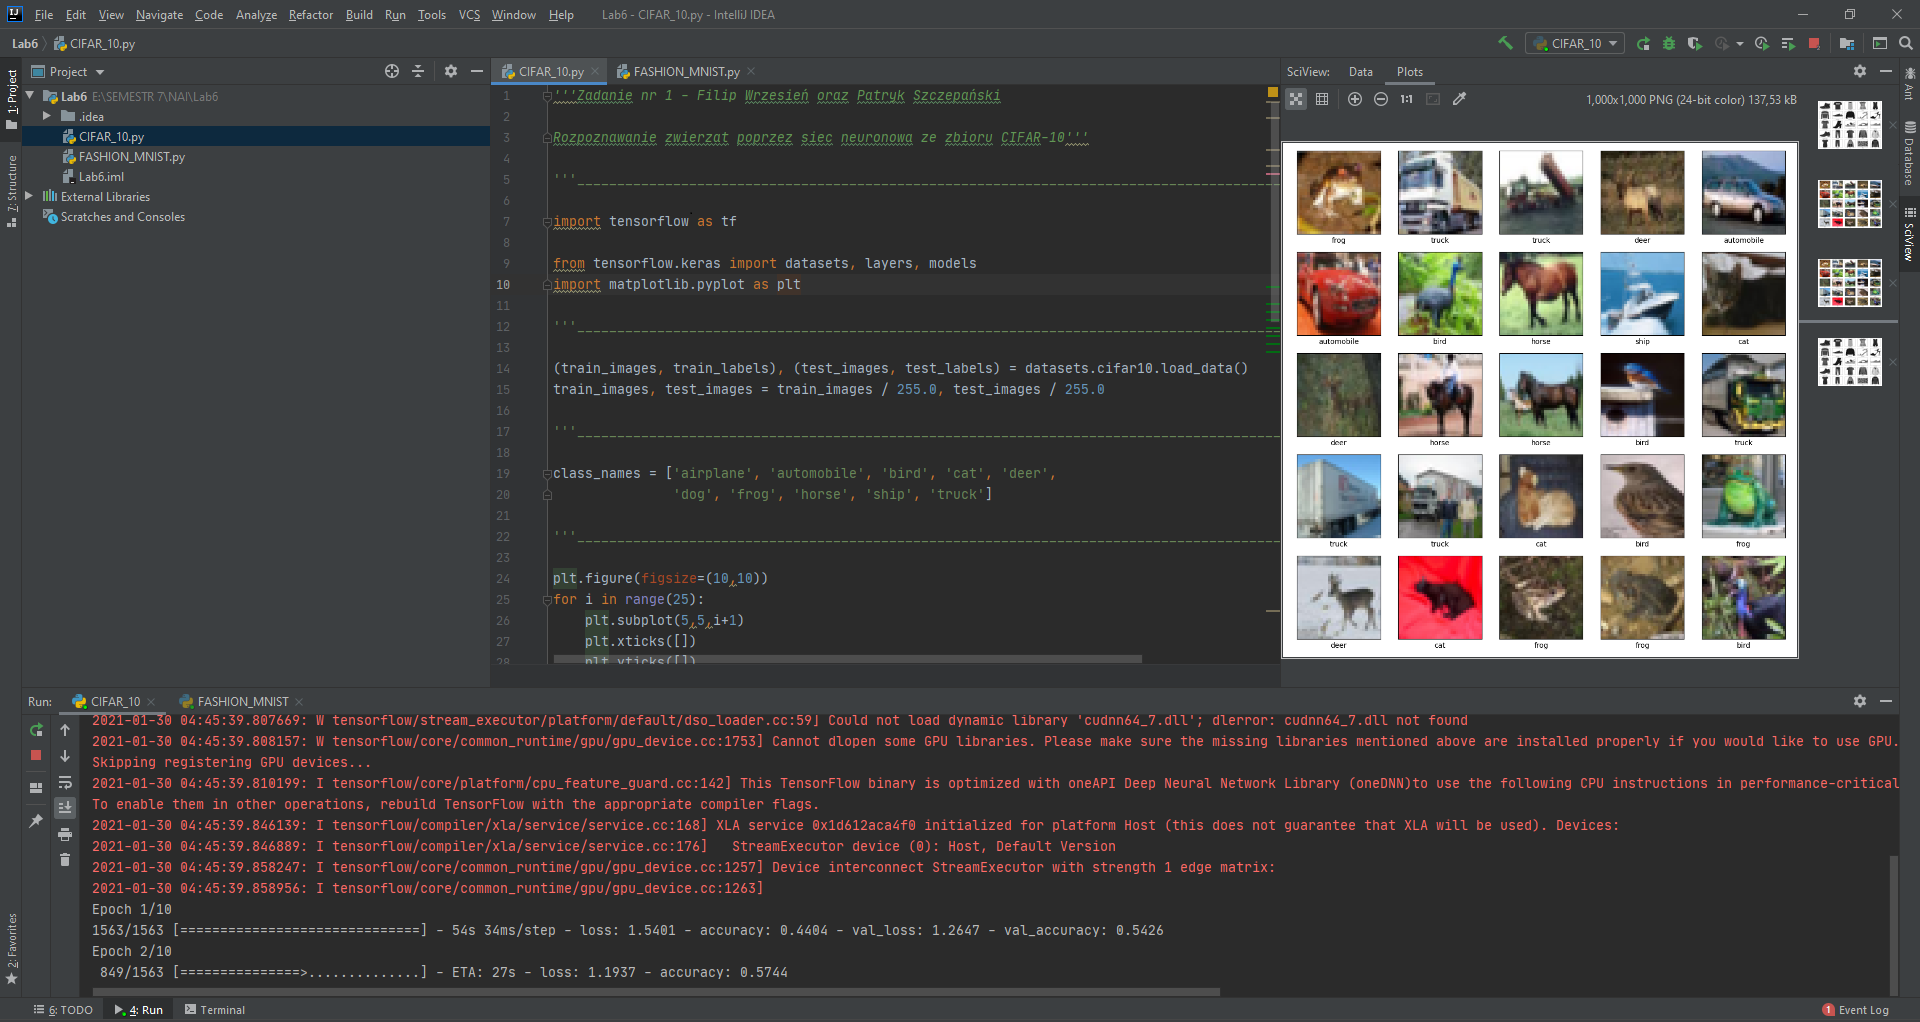 IJ File Edit View Navigate Code Analyze Refactor Build Run Tools VCS Window Help Lab6 - CIFAR_10.py - IntelliJ IDEA
Lab6 CIFAR_10.py CIFAR_10
1: Project
7: Structure
2: Favorites
Project
Lab6 E:\SEMESTR 7\NAI\Lab6
.idea
CIFAR_10.py
FASHION_MNIST.py
Lab6.iml
External Libraries
Scratches and Consoles
CIFAR_10.py FASHION_MNIST.py
1 '''Zadanie nr 1 - Filip Wrzesień oraz Patryk Szczepański
2
3 Rozpoznawanie zwierzat poprzez siec neuronowa ze zbioru CIFAR-10'''
4
5 '''______________________________________________________________________________________
6
7 import tensorflow as tf
8
9 from tensorflow.keras import datasets, layers, models
10 import matplotlib.pyplot as plt
11
12 '''______________________________________________________________________________________
13
14 (train_images, train_labels), (test_images, test_labels) = datasets.cifar10.load_data()
15 train_images, test_images = train_images / 255.0, test_images / 255.0
16
17 '''______________________________________________________________________________________
18
19 class_names = ['airplane', 'automobile', 'bird', 'cat', 'deer',
20 'dog', 'frog', 'horse', 'ship', 'truck']
21
22 '''______________________________________________________________________________________
23
24 plt.figure(figsize=(10,10))
25 for i in range(25):
26 plt.subplot(5,5,i+1)
27 plt.xticks([])
28 plt.yticks([])
SciView: Data Plots
1:1 1,000x1,000 PNG (24-bit color) 137,53 kB
frog truck truck deer automobile
automobile bird horse ship cat
deer horse horse bird truck
truck truck cat bird frog
deer cat frog frog bird
Ant
Database
SciView
Run: CIFAR_10 FASHION_MNIST
2021-01-30 04:45:39.807669: W tensorflow/stream_executor/platform/default/dso_loader.cc:59] Could not load dynamic library 'cudnn64_7.dll'; dlerror: cudnn64_7.dll not found
2021-01-30 04:45:39.808157: W tensorflow/core/common_runtime/gpu/gpu_device.cc:1753] Cannot dlopen some GPU libraries. Please make sure the missing libraries mentioned above are installed properly if you would like to use GPU.
Skipping registering GPU devices...
2021-01-30 04:45:39.810199: I tensorflow/core/platform/cpu_feature_guard.cc:142] This TensorFlow binary is optimized with oneAPI Deep Neural Network Library (oneDNN)to use the following CPU instructions in performance-critical
To enable them in other operations, rebuild TensorFlow with the appropriate compiler flags.
2021-01-30 04:45:39.846139: I tensorflow/compiler/xla/service/service.cc:168] XLA service 0x1d612aca4f0 initialized for platform Host (this does not guarantee that XLA will be used). Devices:
2021-01-30 04:45:39.846889: I tensorflow/compiler/xla/service/service.cc:176] StreamExecutor device (0): Host, Default Version
2021-01-30 04:45:39.858247: I tensorflow/core/common_runtime/gpu/gpu_device.cc:1257] Device interconnect StreamExecutor with strength 1 edge matrix:
2021-01-30 04:45:39.858956: I tensorflow/core/common_runtime/gpu/gpu_device.cc:1263]
Epoch 1/10
1563/1563 [==============================] - 54s 34ms/step - loss: 1.5401 - accuracy: 0.4404 - val_loss: 1.2647 - val_accuracy: 0.5426
Epoch 2/10
849/1563 [===============>..............] - ETA: 27s - loss: 1.1937 - accuracy: 0.5744
6: TODO 4: Run Terminal 1 Event Log